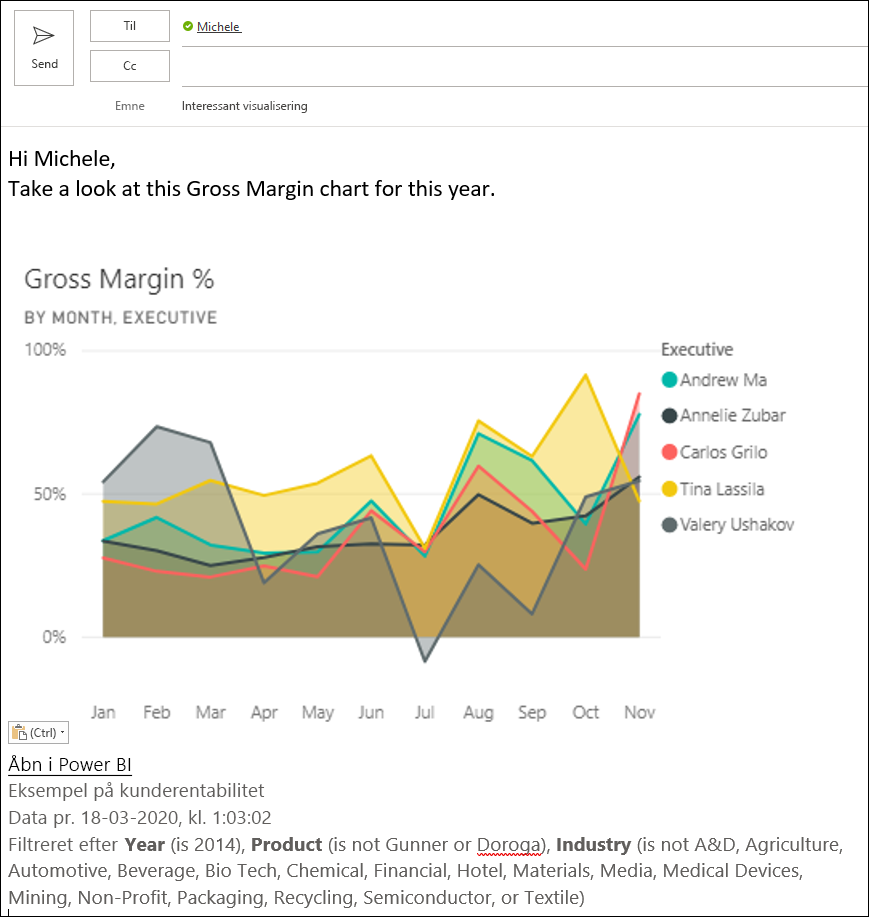 Til
Michele
Send
Cc
Emne
Interessant visualisering
Hi Michele,
Take a look at this Gross Margin chart for this year.
Gross Margin %
BY MONTH, EXECUTIVE
100%
50%
0%
Jan Feb Mar Apr May Jun Jul Aug Sep Oct Nov
Executive
Andrew Ma
Annelie Zubar
Carlos Grilo
Tina Lassila
Valery Ushakov
(Ctrl)
Åbn i Power BI
Eksempel på kunderentabilitet
Data pr. 18-03-2020, kl. 1:03:02
Filtreret efter Year (is 2014), Product (is not Gunner or Doroga), Industry (is not A&D, Agriculture,
Automotive, Beverage, Bio Tech, Chemical, Financial, Hotel, Materials, Media, Medical Devices,
Mining, Non-Profit, Packaging, Recycling, Semiconductor, or Textile)